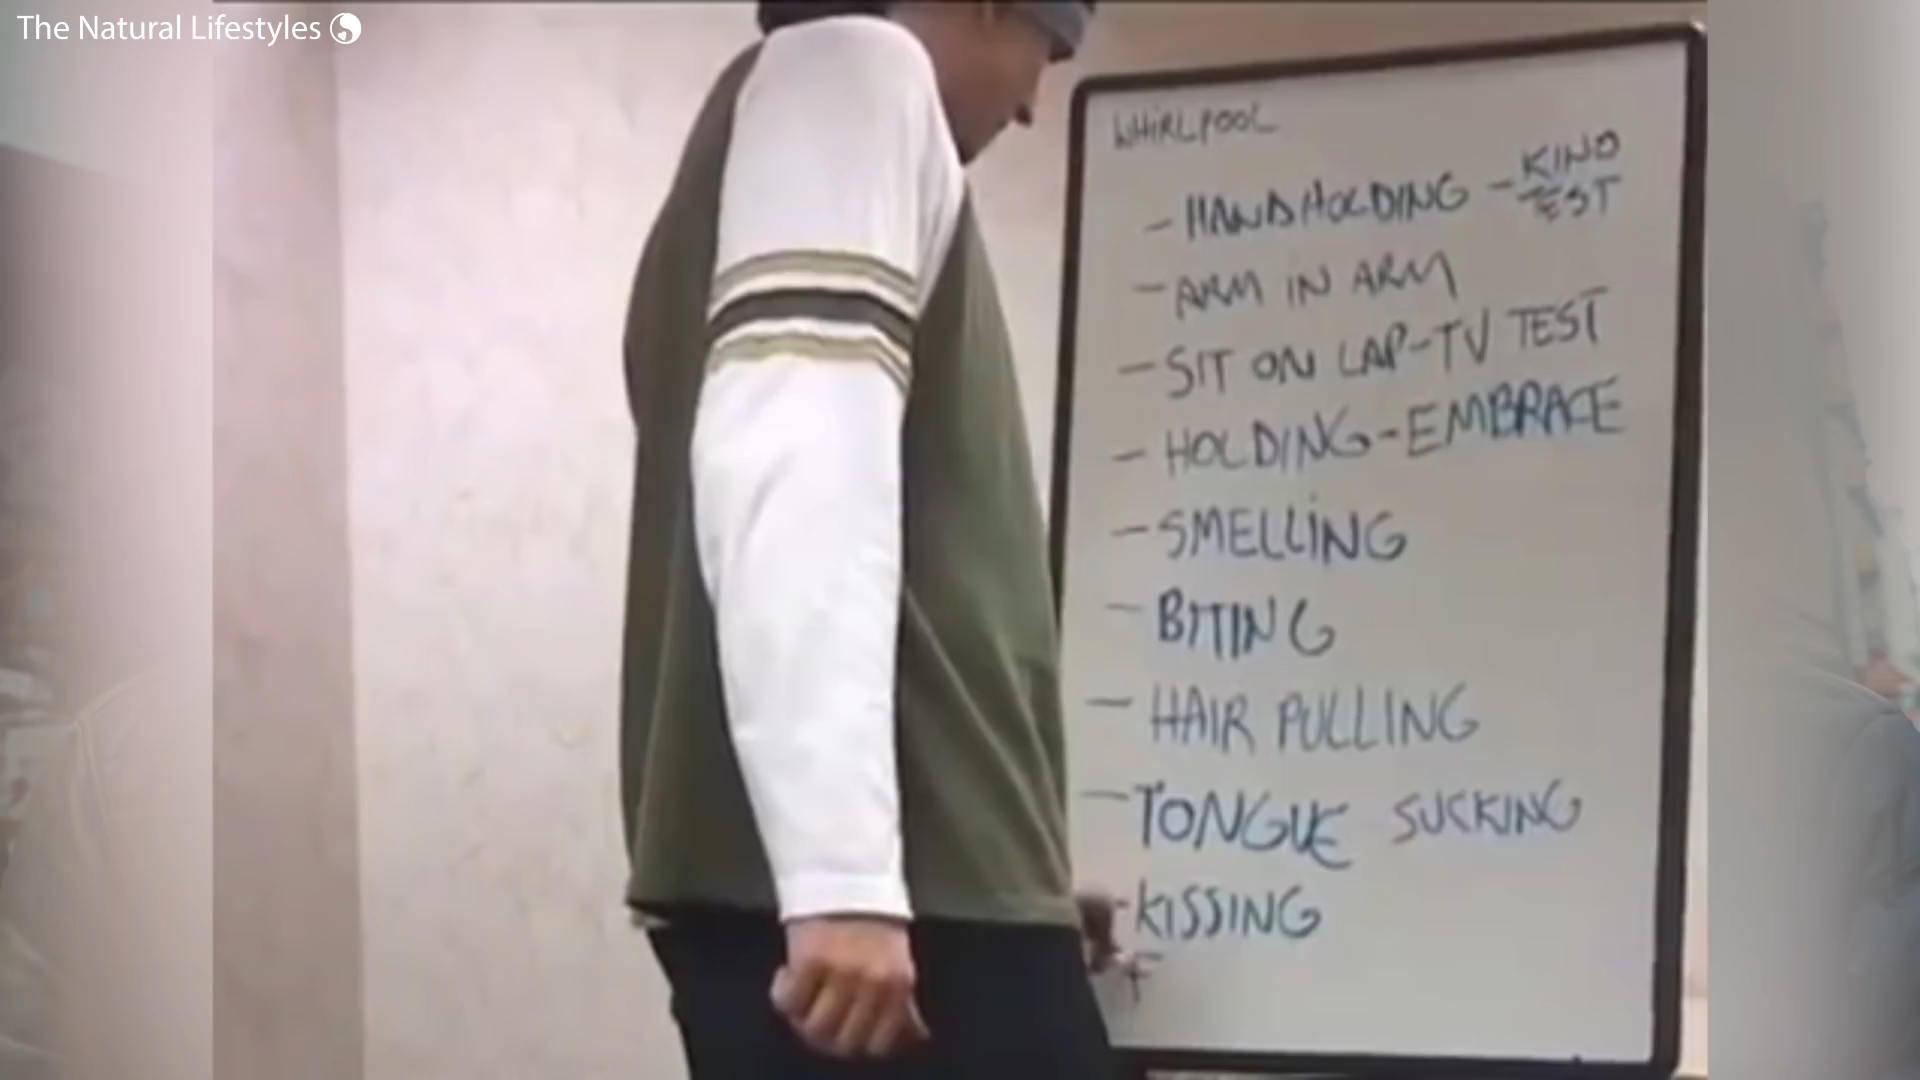 The Natural Lifestyles
WHIRLPOOL
- HANDHOLDING - KINO TEST
- ARM IN ARM
- SIT ON LAP-TV TEST
- HOLDING-EMBRACE
- SMELLING
- BITING
- HAIR PULLING
- TONGUE SUCKING
- KISSING